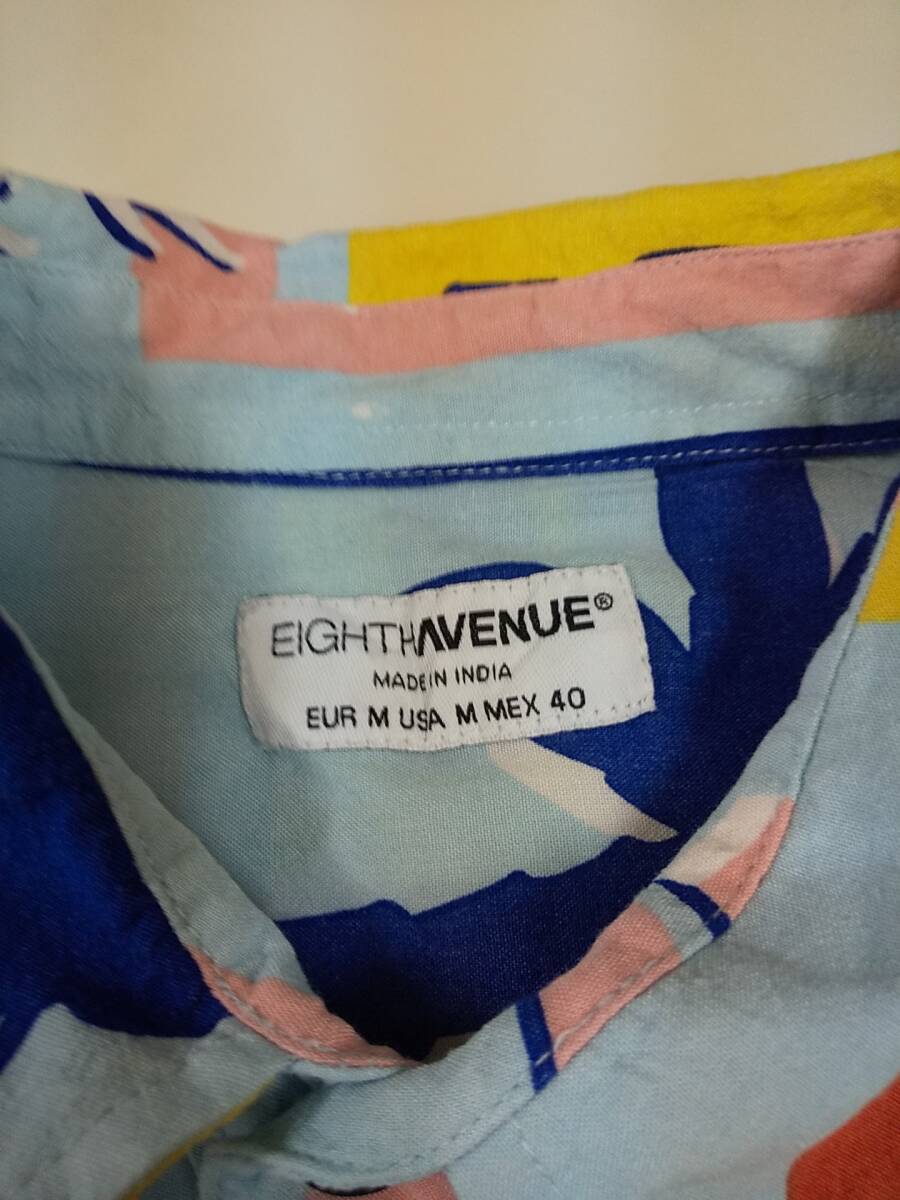 EIGHTHAVENUE®
MADE IN INDIA
EUR M USA M MEX 40